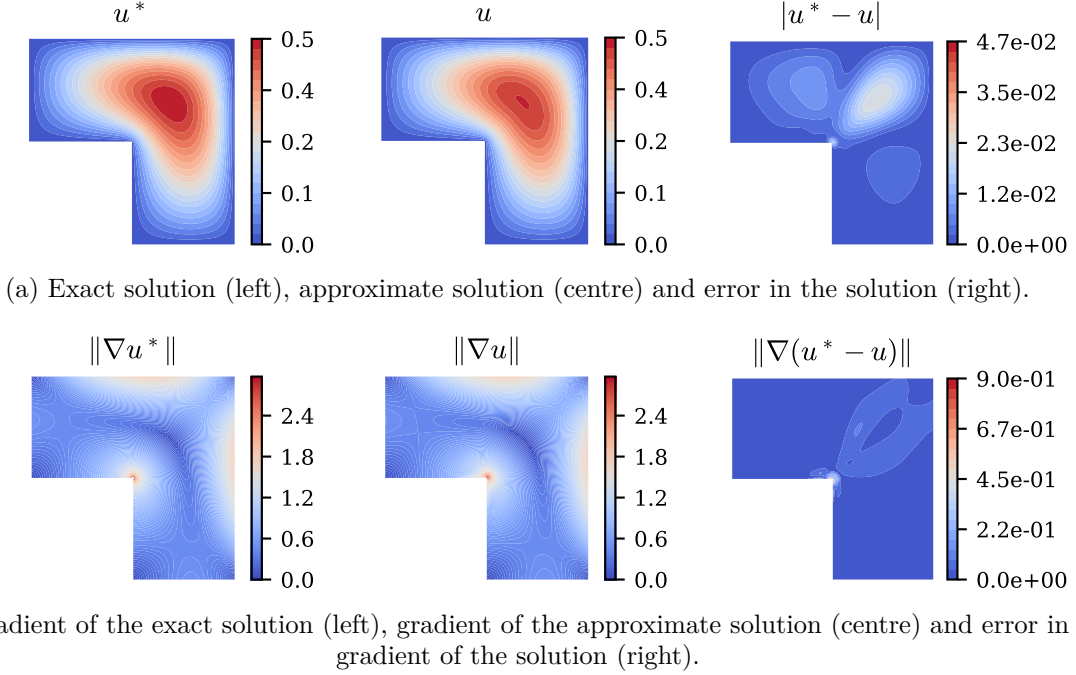 u* u |u* − u|
0.5 0.5 4.7e-02
0.4 0.4 3.5e-02
0.2 0.2 2.3e-02
0.1 0.1 1.2e-02
0.0 0.0 0.0e+00
(a) Exact solution (left), approximate solution (centre) and error in the solution (right).
‖∇u*‖ ‖∇u‖ ‖∇(u* − u)‖
9.0e-01
2.4 2.4 6.7e-01
1.8 1.8
1.2 1.2 4.5e-01
0.6 0.6 2.2e-01
0.0 0.0 0.0e+00
adient of the exact solution (left), gradient of the approximate solution (centre) and error in
gradient of the solution (right).